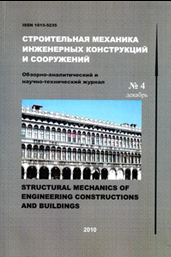 ISSN 1815-5235
СТРОИТЕЛЬНАЯ МЕХАНИКА
ИНЖЕНЕРНЫХ КОНСТРУКЦИЙ
И СООРУЖЕНИЙ
Обзорно-аналитический и
научно-технический журнал
№ 4
декабрь
STRUCTURAL MECHANICS OF
ENGINEERING CONSTRUCTIONS
AND BUILDINGS
2010